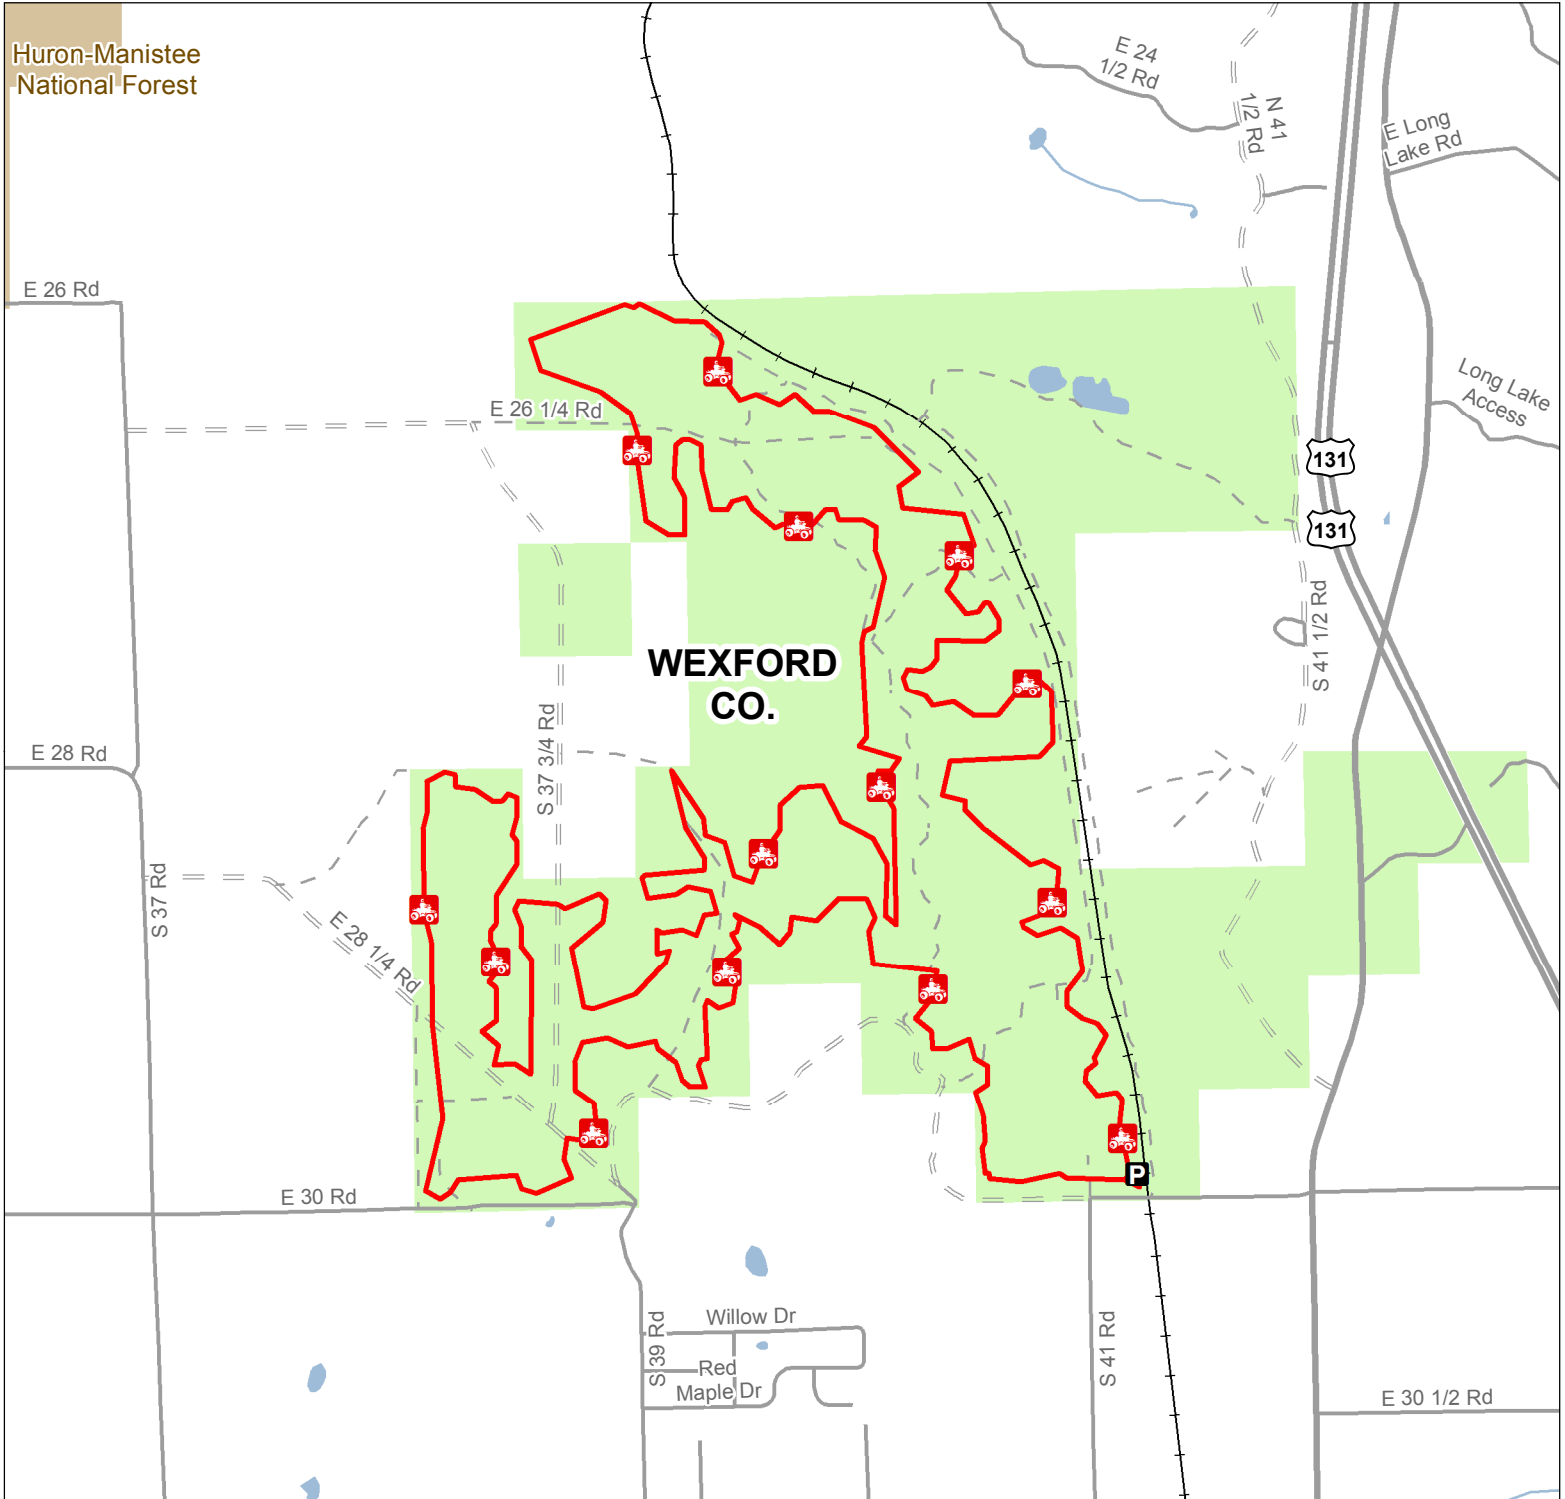 Huron-Manistee
National Forest
E 24
1/2 Rd
N 41
1/2 Rd
E Long
Lake Rd
E 26 Rd
Long Lake
Access
E 26 1/4 Rd
131
131
S 41 1/2 Rd
WEXFORD
CO.
S 37 3/4 Rd
E 28 Rd
S 37 Rd
E 28 1/4 Rd
P
E 30 Rd
Willow Dr
S 39 Rd
Red
Maple Dr
S 41 Rd
E 30 1/2 Rd